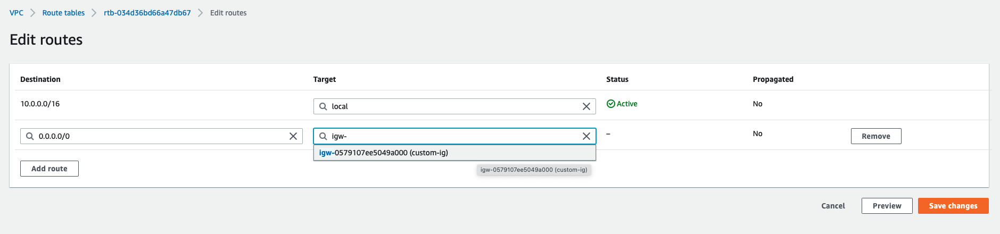 VPC > Route tables > rtb-034d36bd66a47db67 > Edit routes
Edit routes
Destination Target Status Propagated
10.0.0.0/16 local Active No
0.0.0.0/0 igw- – No Remove
igw-0579107ee5049a000 (custom-ig)
Add route
igw-0579107ee5049a000 (custom-ig)
Cancel Preview Save changes